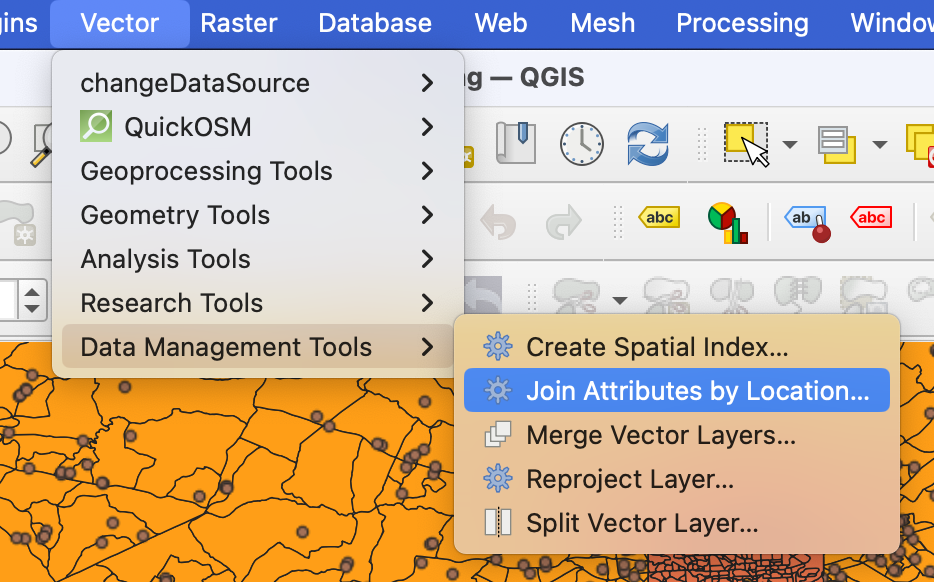 ins Vector Raster Database Web Mesh Processing Window
g — QGIS
changeDataSource
QuickOSM
Geoprocessing Tools
Geometry Tools
abc ab abc
Analysis Tools
Research Tools
Data Management Tools
Create Spatial Index...
Join Attributes by Location...
Merge Vector Layers...
Reproject Layer...
Split Vector Layer...